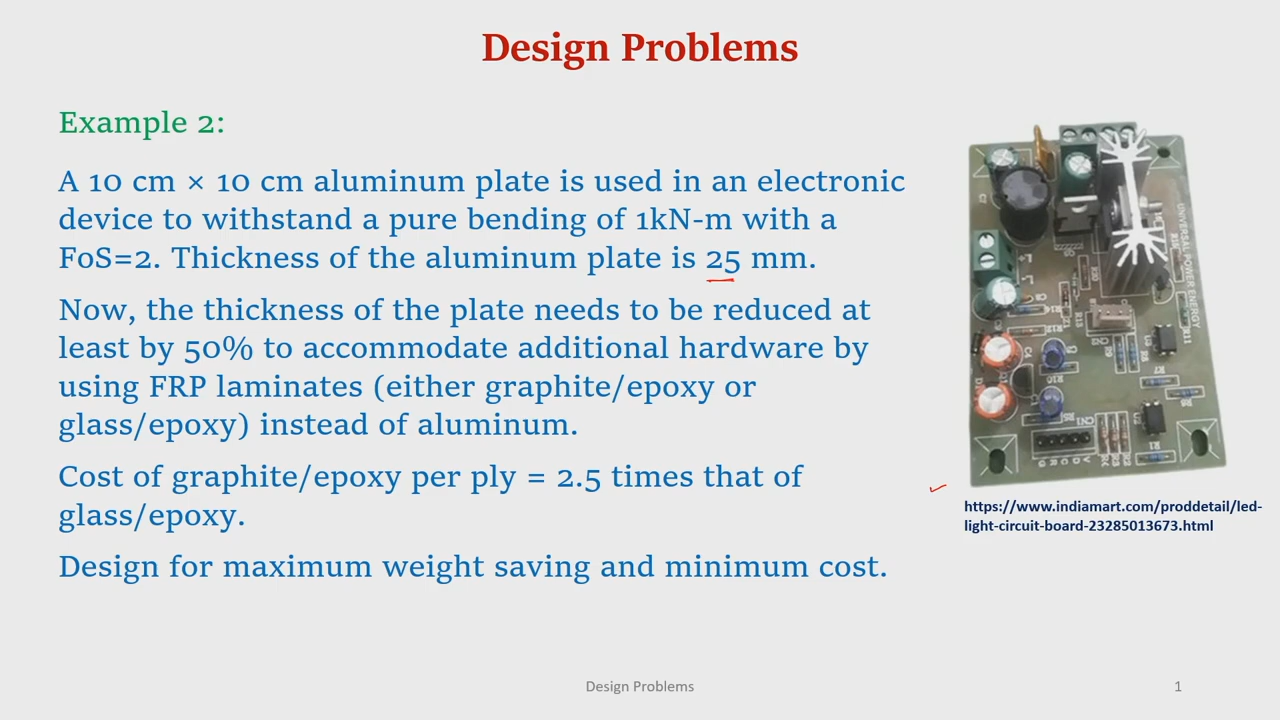 Design Problems
Example 2:
A 10 cm × 10 cm aluminum plate is used in an electronic
device to withstand a pure bending of 1kN-m with a
FoS=2. Thickness of the aluminum plate is 25 mm.
Now, the thickness of the plate needs to be reduced at
least by 50% to accommodate additional hardware by
using FRP laminates (either graphite/epoxy or
glass/epoxy) instead of aluminum.
Cost of graphite/epoxy per ply = 2.5 times that of
glass/epoxy.
Design for maximum weight saving and minimum cost.
UNIVERSAL POWER ENERGY
https://www.indiamart.com/proddetail/led-
light-circuit-board-23285013673.html
Design Problems
1